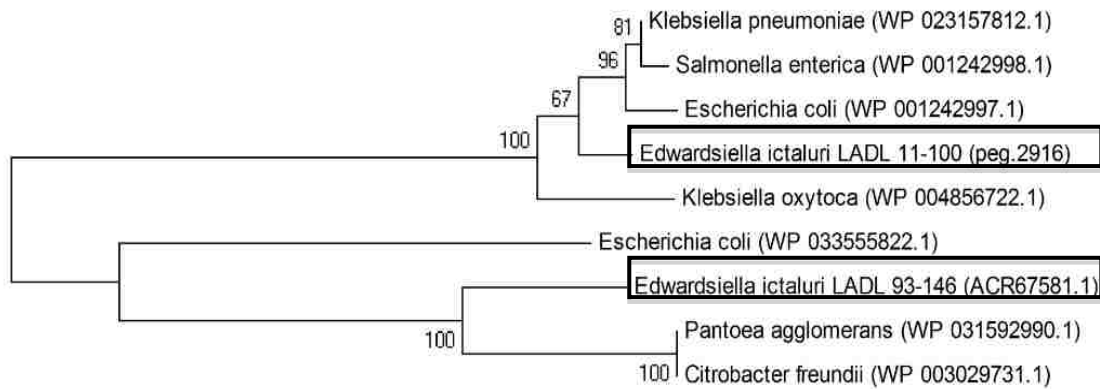 Klebsiella pneumoniae (WP 023157812.1)
81
Salmonella enterica (WP 001242998.1)
96
Escherichia coli (WP 001242997.1)
67
Edwardsiella ictaluri LADL 11-100 (peg.2916)
100
Klebsiella oxytoca (WP 004856722.1)
Escherichia coli (WP 033555822.1)
Edwardsiella ictaluri LADL 93-146 (ACR67581.1)
100
Pantoea agglomerans (WP 031592990.1)
100
Citrobacter freundii (WP 003029731.1)